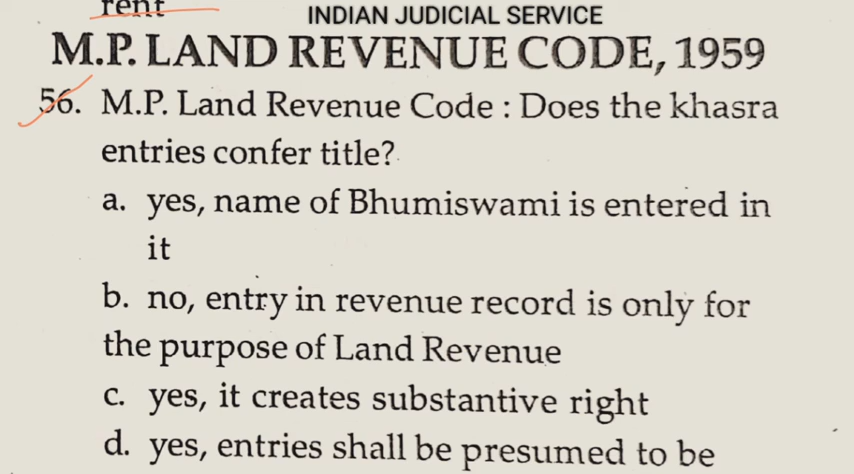 rent
INDIAN JUDICIAL SERVICE
M.P. LAND REVENUE CODE, 1959
56. M.P. Land Revenue Code : Does the khasra
entries confer title?
a. yes, name of Bhumiswami is entered in
it
b. no, entry in revenue record is only for
the purpose of Land Revenue
c. yes, it creates substantive right
d. yes, entries shall be presumed to be